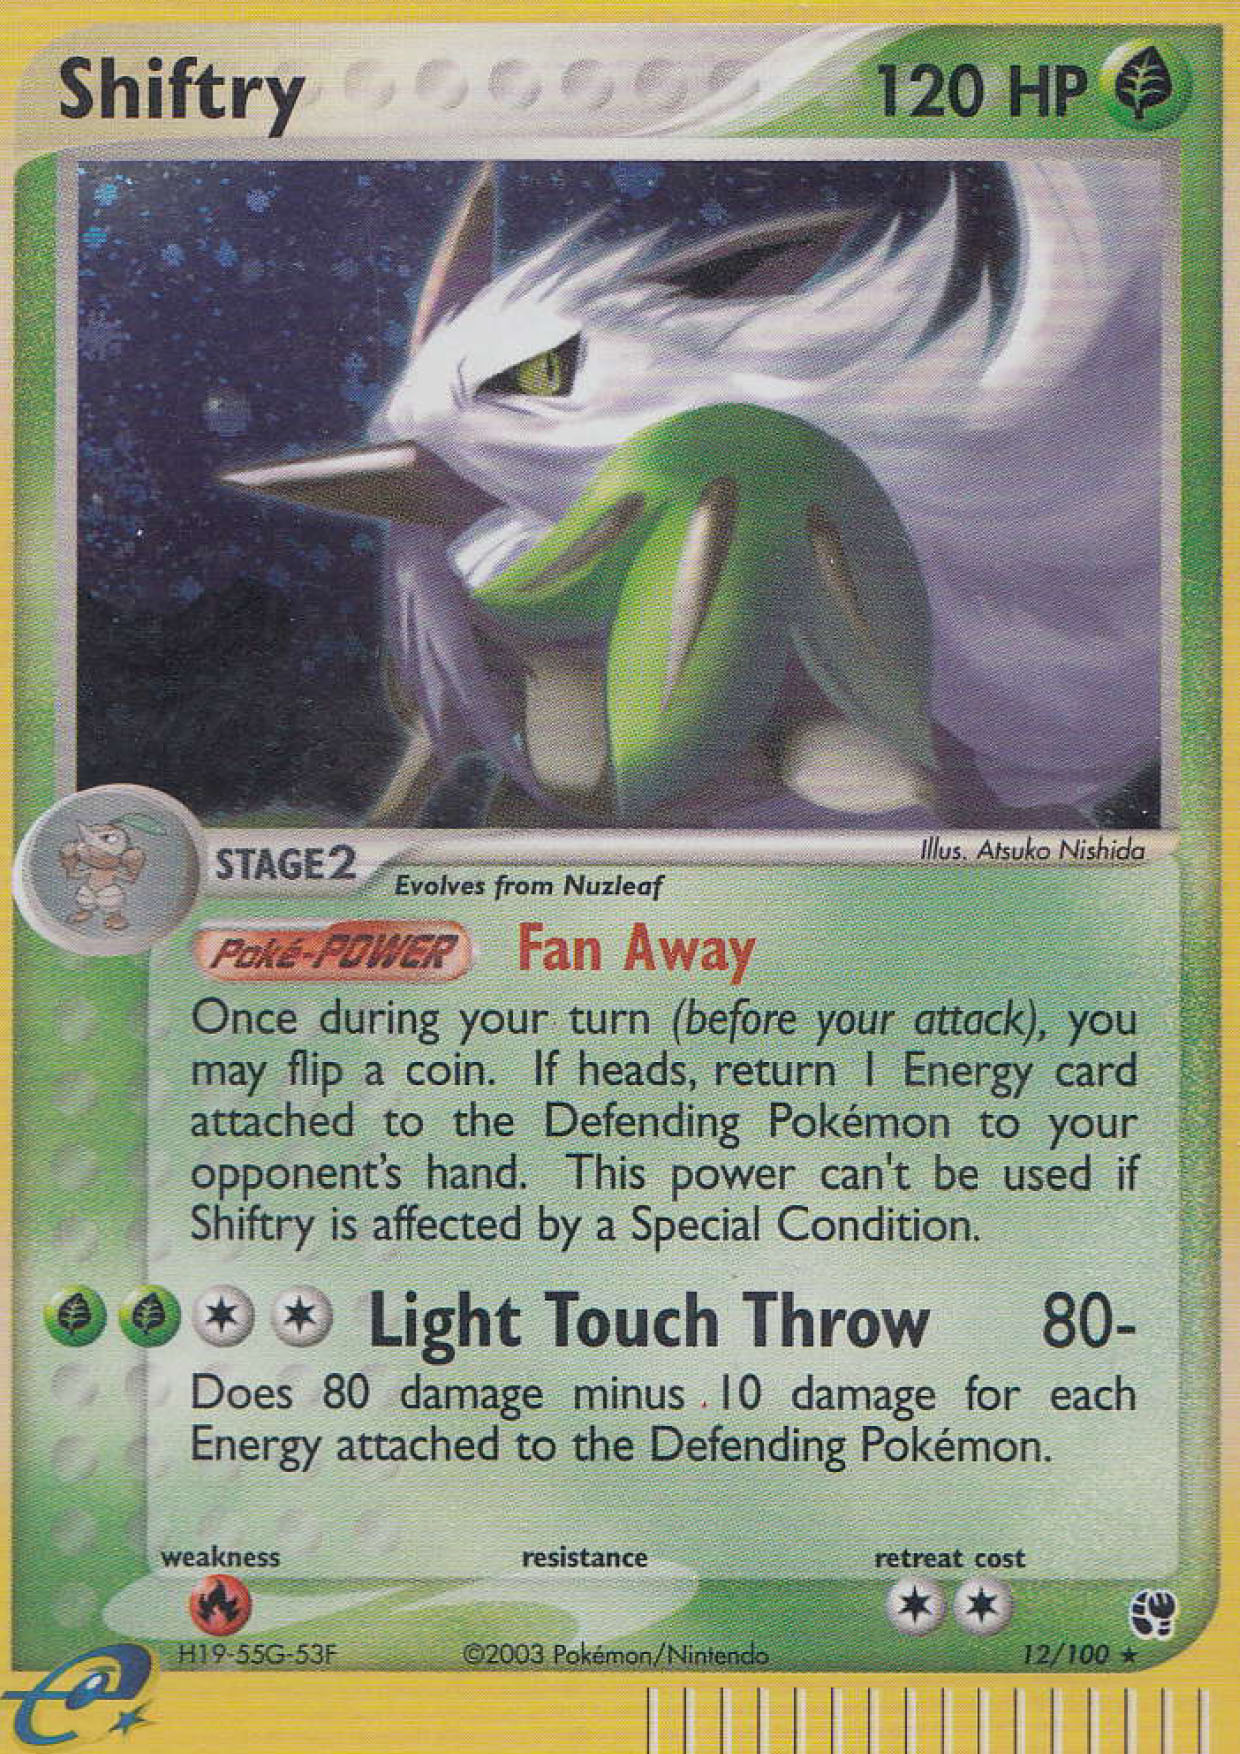 Shiftry 120 HP
Illus. Atsuko Nishida
STAGE2
Evolves from Nuzleaf
Poké-POWER Fan Away
Once during your turn (before your attack), you
may flip a coin. If heads, return 1 Energy card
attached to the Defending Pokémon to your
opponent's hand. This power can't be used if
Shiftry is affected by a Special Condition.
Light Touch Throw 80-
Does 80 damage minus 10 damage for each
Energy attached to the Defending Pokémon.
weakness resistance retreat cost
H19-55G-53F ©2003 Pokémon/Nintendo 12/100
e